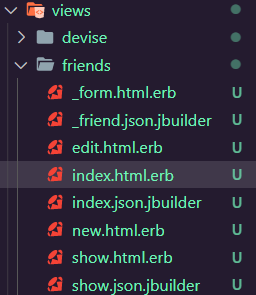 views
devise
friends
_form.html.erb U
_friend.json.jbuilder U
edit.html.erb U
index.html.erb U
index.json.jbuilder U
new.html.erb U
show.html.erb U
show.json.jbuilder U